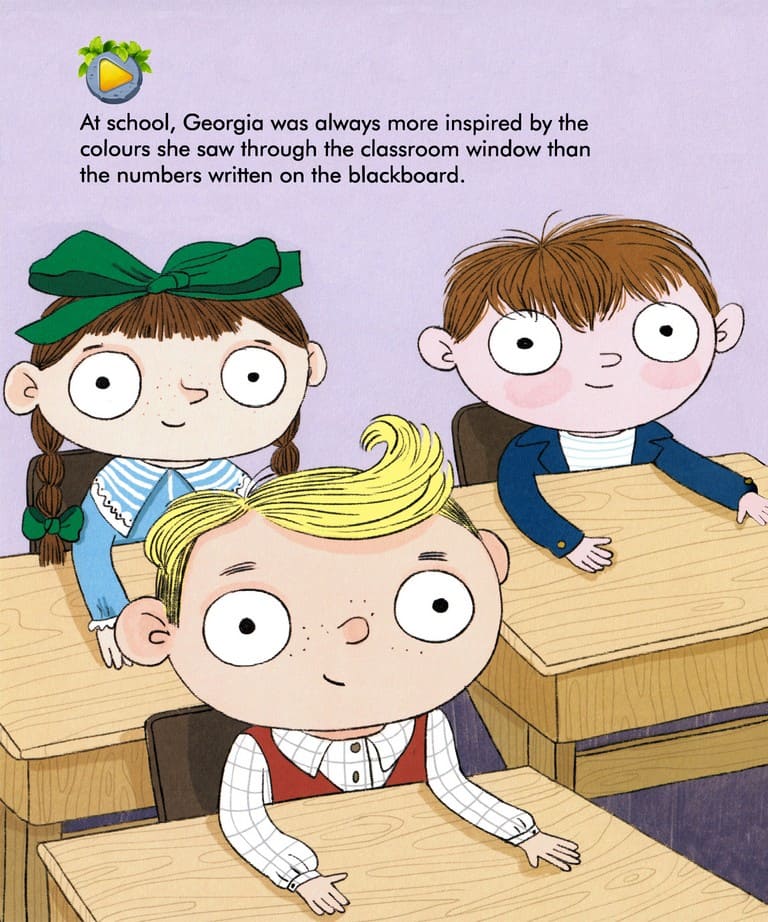 At school, Georgia was always more inspired by the
colours she saw through the classroom window than
the numbers written on the blackboard.